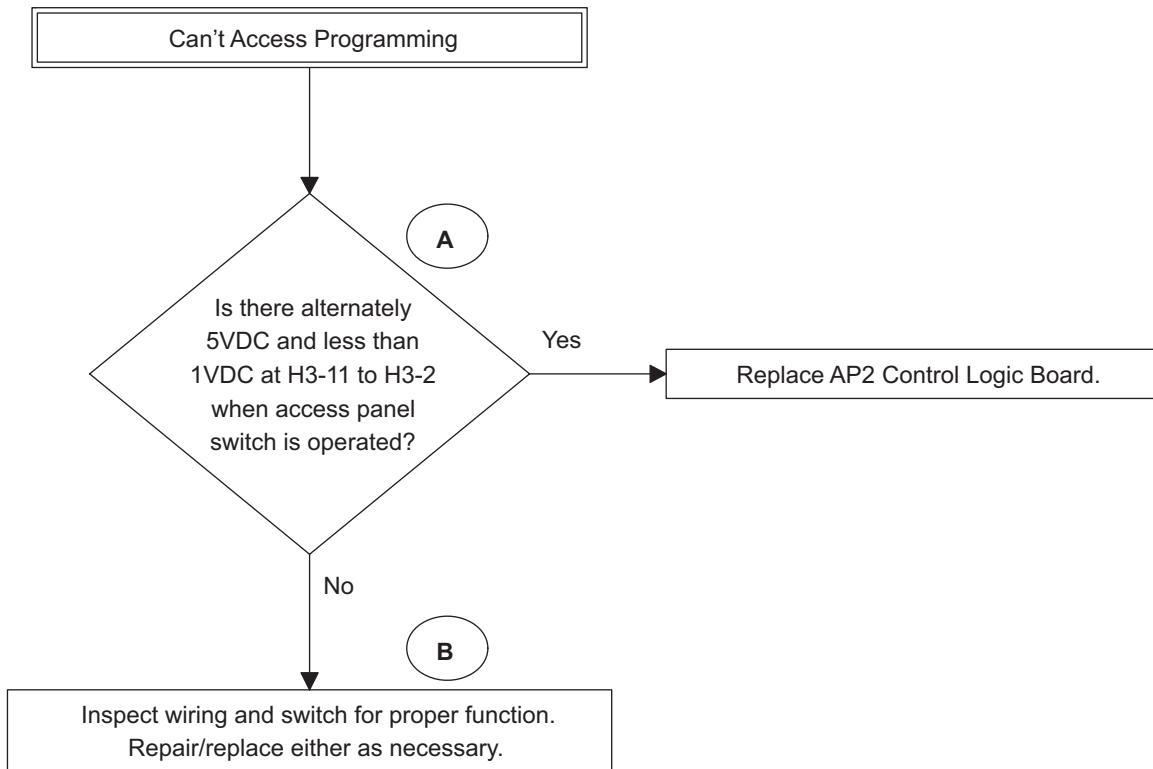 Can't Access Programming
A
Is there alternately
5VDC and less than
1VDC at H3-11 to H3-2
when access panel
switch is operated?
Yes
Replace AP2 Control Logic Board.
No
B
Inspect wiring and switch for proper function.
Repair/replace either as necessary.